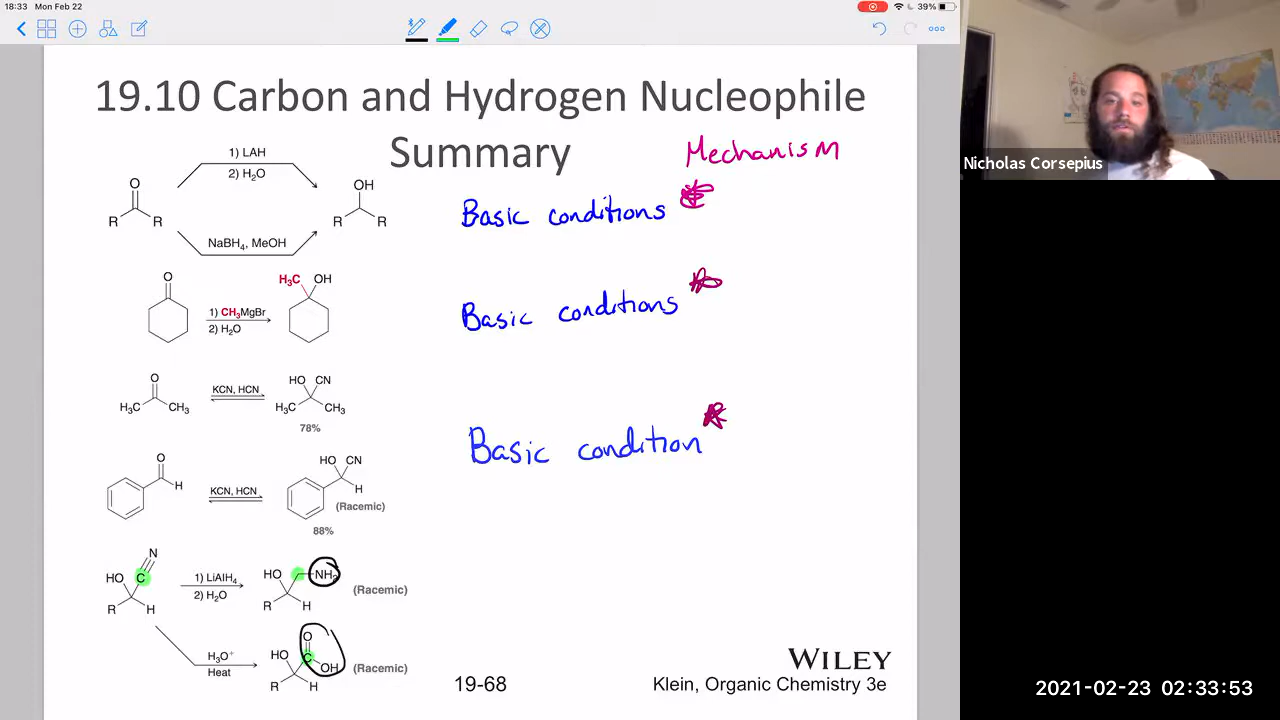 18:33 Mon Feb 22
39%
19.10 Carbon and Hydrogen Nucleophile
Summary
Mechanism
1) LAH
2) H₂O
O
R R
OH
R R
NaBH₄, MeOH
Basic conditions
O
1) CH₃MgBr
2) H₂O
H₃C OH
Basic conditions
O
H₃C CH₃
KCN, HCN
HO CN
H₃C CH₃
78%
Basic condition
O
H
KCN, HCN
HO CN
H
(Racemic)
88%
N
HO C
R H
1) LiAlH₄
2) H₂O
HO NH₂
R H
(Racemic)
H₃O⁺
Heat
O
HO C
OH
R H
(Racemic)
WILEY
19-68
Klein, Organic Chemistry 3e
Nicholas Corsepius
2021-02-23 02:33:53